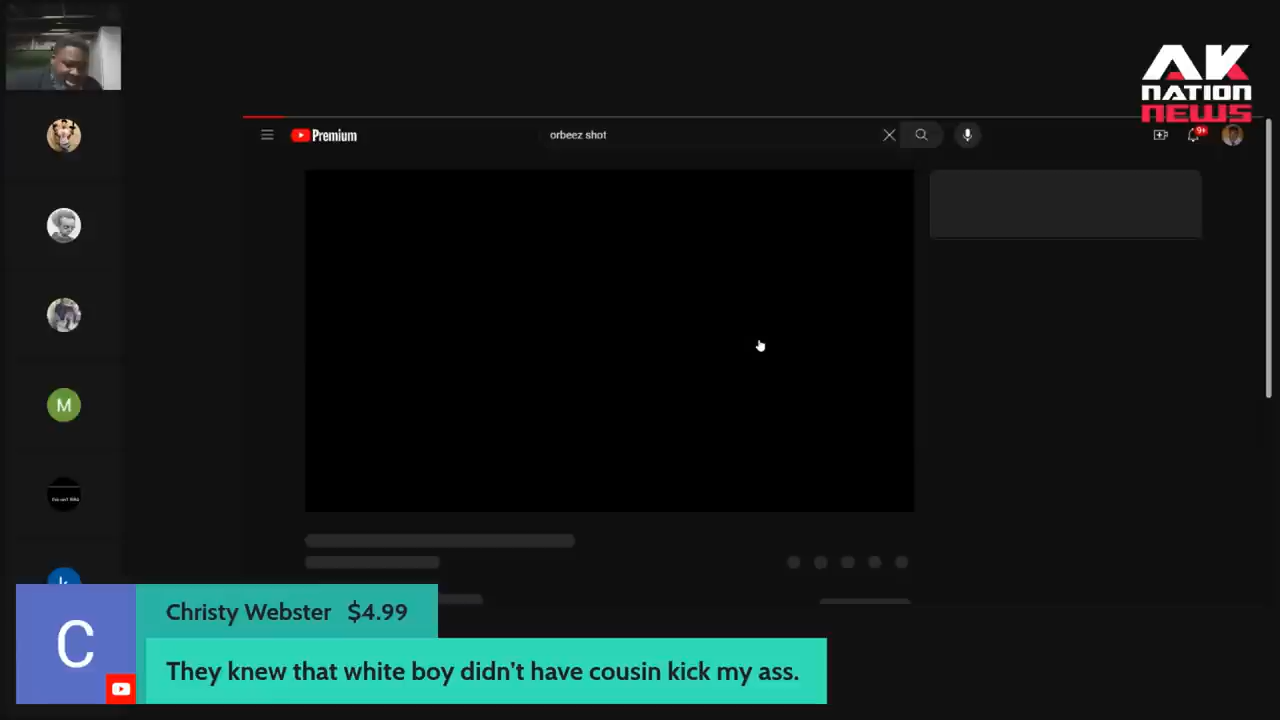 AK
NATION
NEWS
Premium
orbeez shot
9+
M
k
C
Christy Webster $4.99
They knew that white boy didn't have cousin kick my ass.